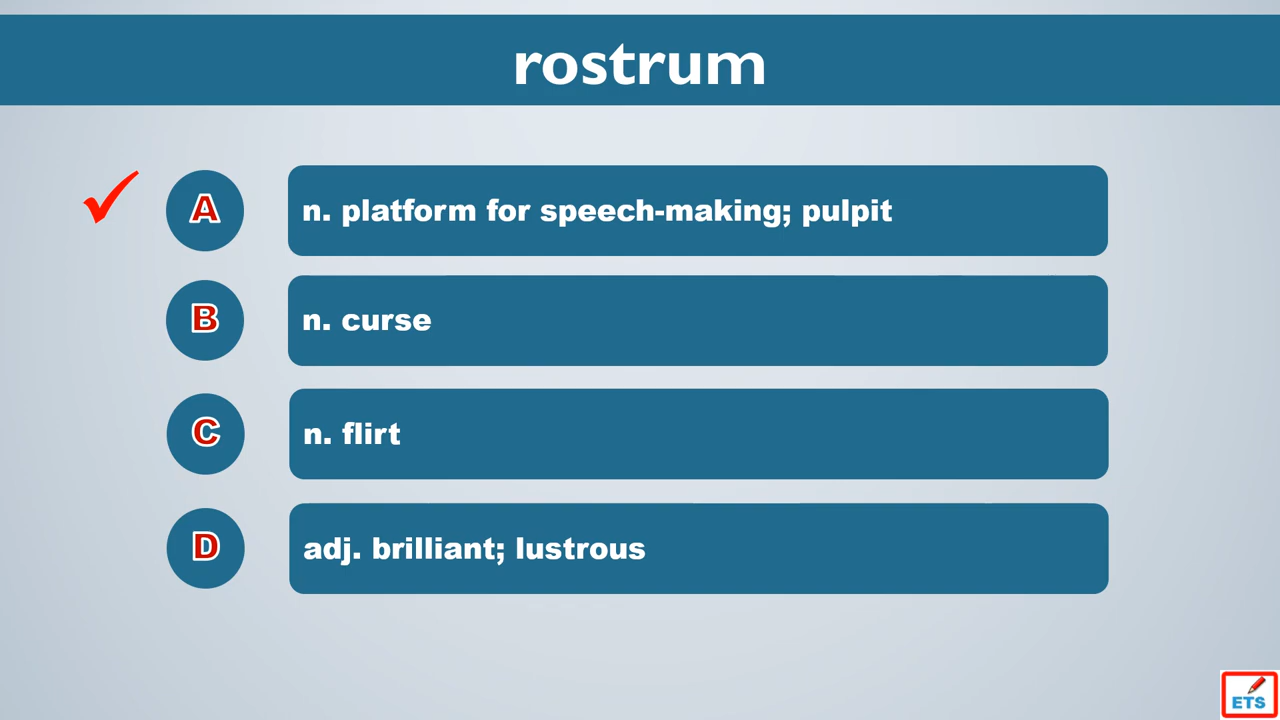 rostrum
A
n. platform for speech-making; pulpit
B
n. curse
C
n. flirt
D
adj. brilliant; lustrous
ETS